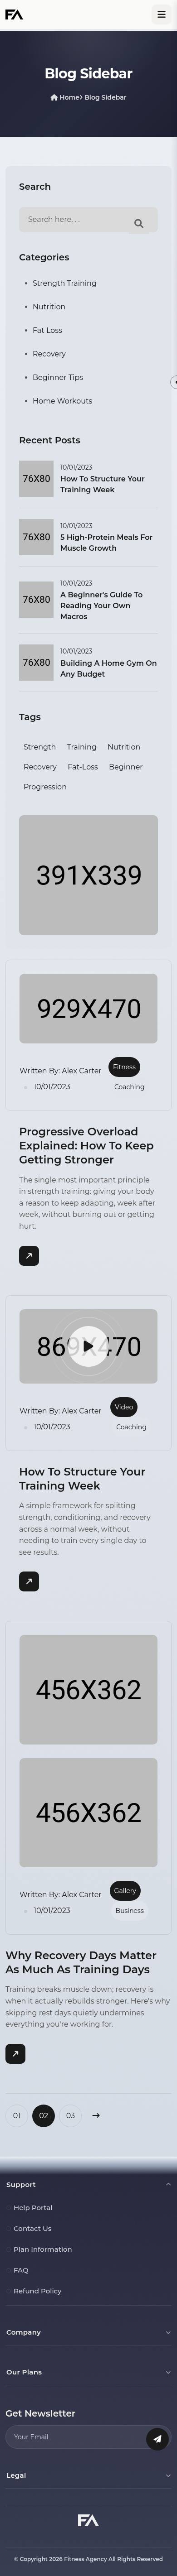 FA
Blog Sidebar
Home> Blog Sidebar
Search
Search here. . .
Categories
Strength Training
Nutrition
Fat Loss
Recovery
Beginner Tips
Home Workouts
Recent Posts
76X80
10/01/2023
How To Structure Your
Training Week
76X80
10/01/2023
5 High-Protein Meals For
Muscle Growth
76X80
10/01/2023
A Beginner's Guide To
Reading Your Own
Macros
76X80
10/01/2023
Building A Home Gym On
Any Budget
Tags
Strength Training Nutrition
Recovery Fat-Loss Beginner
Progression
391X339
929X470
Written By: Alex Carter Fitness
10/01/2023 Coaching
Progressive Overload
Explained: How To Keep
Getting Stronger
The single most important principle
in strength training: giving your body
a reason to keep adapting, week after
week, without burning out or getting
hurt.
869X470
Written By: Alex Carter Video
10/01/2023 Coaching
How To Structure Your
Training Week
A simple framework for splitting
strength, conditioning, and recovery
across a normal week, without
needing to train every single day to
see results.
456X362
456X362
Written By: Alex Carter Gallery
10/01/2023 Business
Why Recovery Days Matter
As Much As Training Days
Training breaks muscle down; recovery is
when it actually rebuilds stronger. Here's why
skipping rest days quietly undermines
everything you're working for.
01 02 03
Support
Help Portal
Contact Us
Plan Information
FAQ
Refund Policy
Company
Our Plans
Get Newsletter
Your Email
Legal
FA
© Copyright 2026 Fitness Agency All Rights Reserved